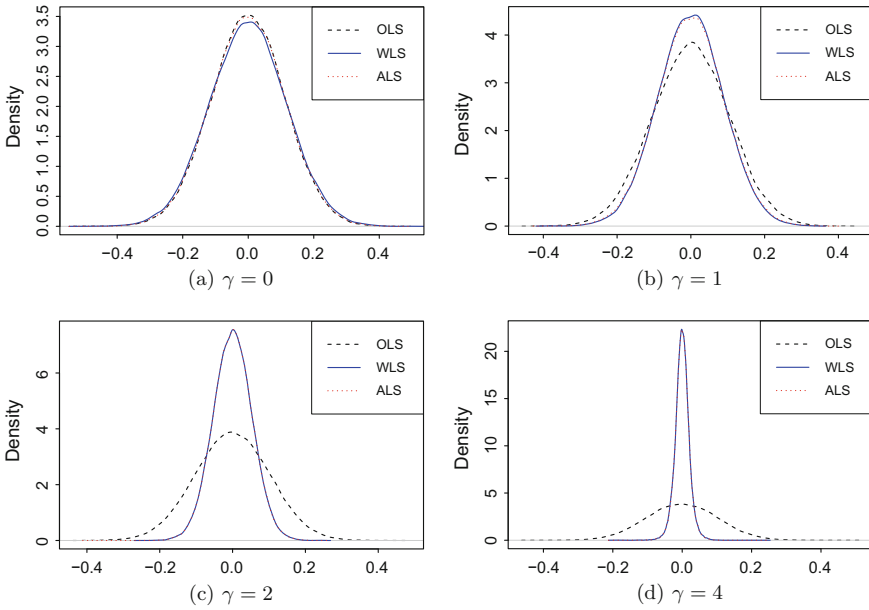 Density
3.5
3.0
2.5
2.0
1.5
1.0
0.5
0.0
−0.4 −0.2 0.0 0.2 0.4
OLS
WLS
ALS
(a) γ = 0
Density
4
3
2
1
0
−0.4 −0.2 0.0 0.2 0.4
OLS
WLS
ALS
(b) γ = 1
Density
6
4
2
0
−0.4 −0.2 0.0 0.2 0.4
OLS
WLS
ALS
(c) γ = 2
Density
20
15
10
5
0
−0.4 −0.2 0.0 0.2 0.4
OLS
WLS
ALS
(d) γ = 4